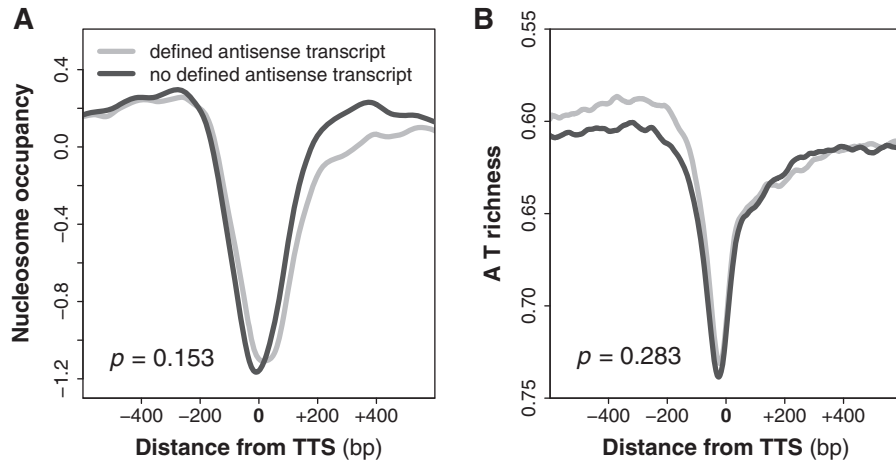 A
defined antisense transcript
no defined antisense transcript
Nucleosome occupancy
0.4
0.0
−0.4
−0.8
−1.2
p = 0.153
−400
−200
0
+200
+400
Distance from TTS (bp)
B
A T richness
0.55
0.60
0.65
0.70
0.75
p = 0.283
−400
−200
0
+200
+400
Distance from TTS (bp)